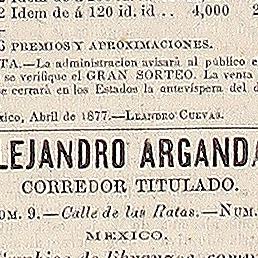 2 Idem de á 120 id. id .. 4,000 2
6 PREMIOS Y APROXIMACIONES.
TA.—La administracion avisará al público e
se verifique el GRAN SORTEO. La venta
e cerrará en los Estados la antevíspera del d
xico, Abril de 1877.—LEANDRO CUEVAS.
LEJANDRO ARGANDA
CORREDOR TITULADO.
OM. 9.—Calle de las Ratas.—NUM.
MEXICO.